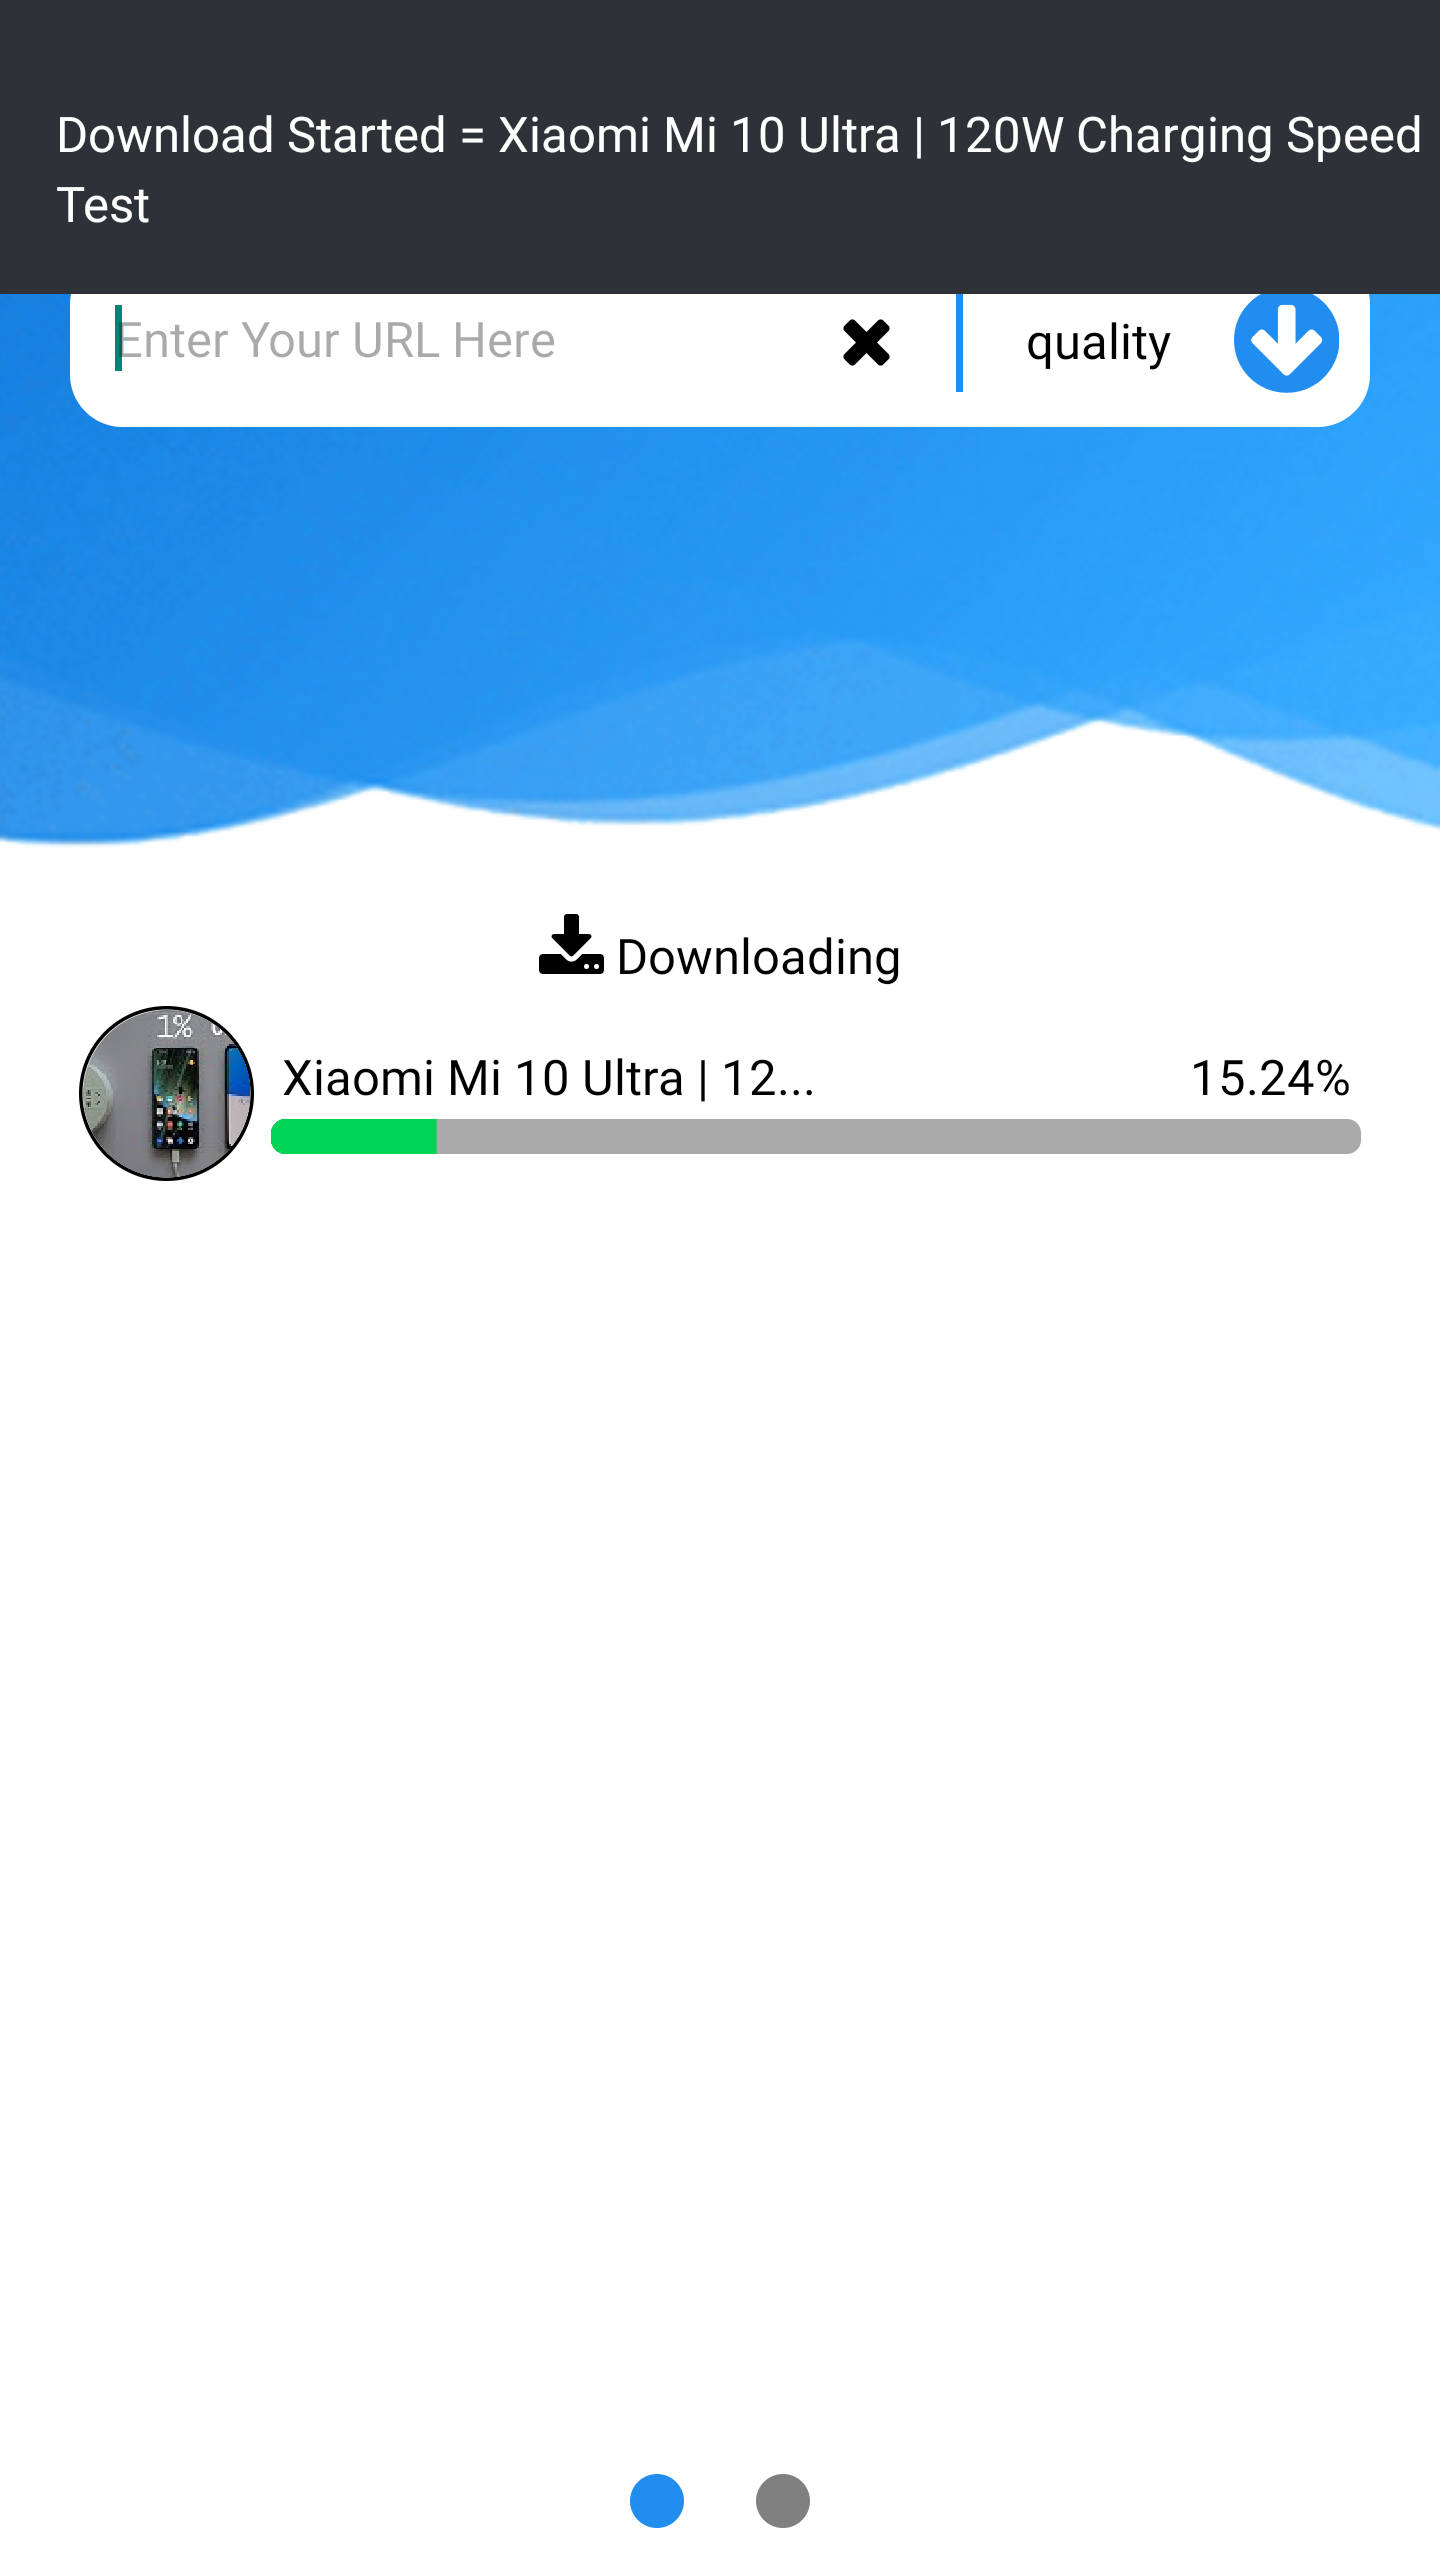 Download Started = Xiaomi Mi 10 Ultra | 120W Charging Speed
Test
Enter Your URL Here
quality
Downloading
1%
Xiaomi Mi 10 Ultra | 12...
15.24%